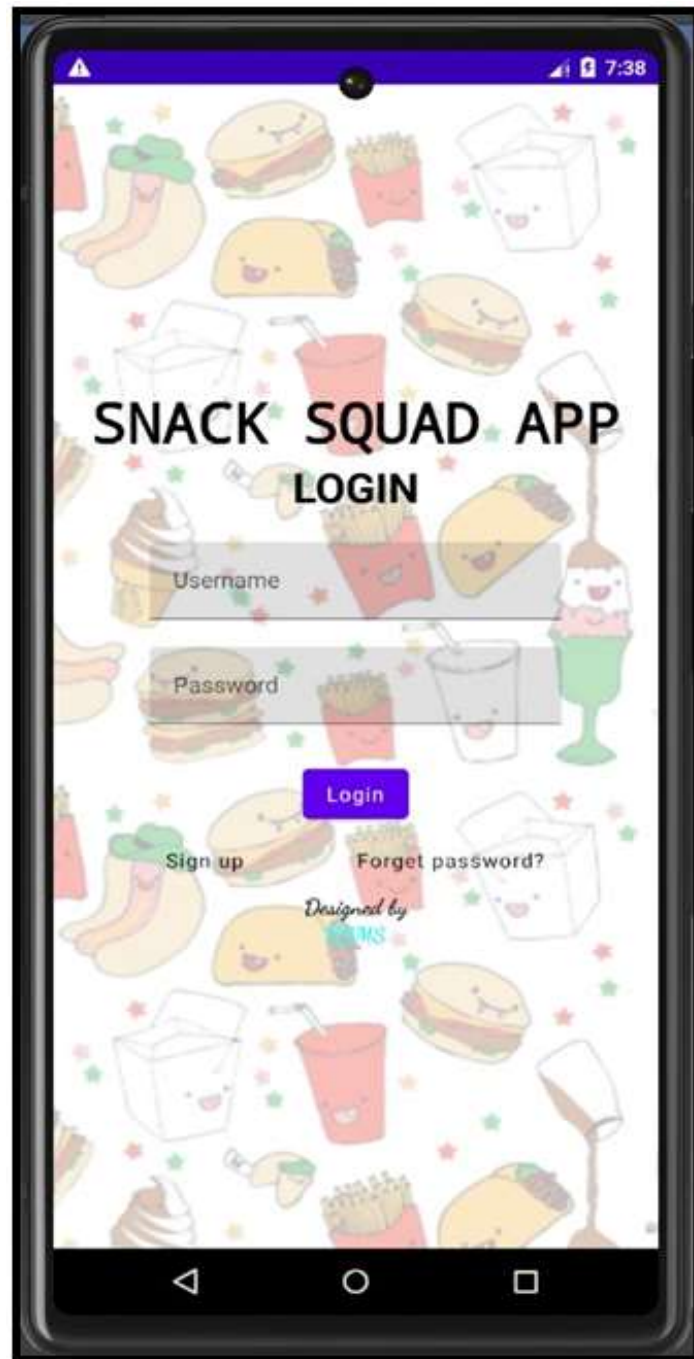 7:38
SNACK SQUAD APP
LOGIN
Username
Password
Login
Sign up
Forget password?
Designed by